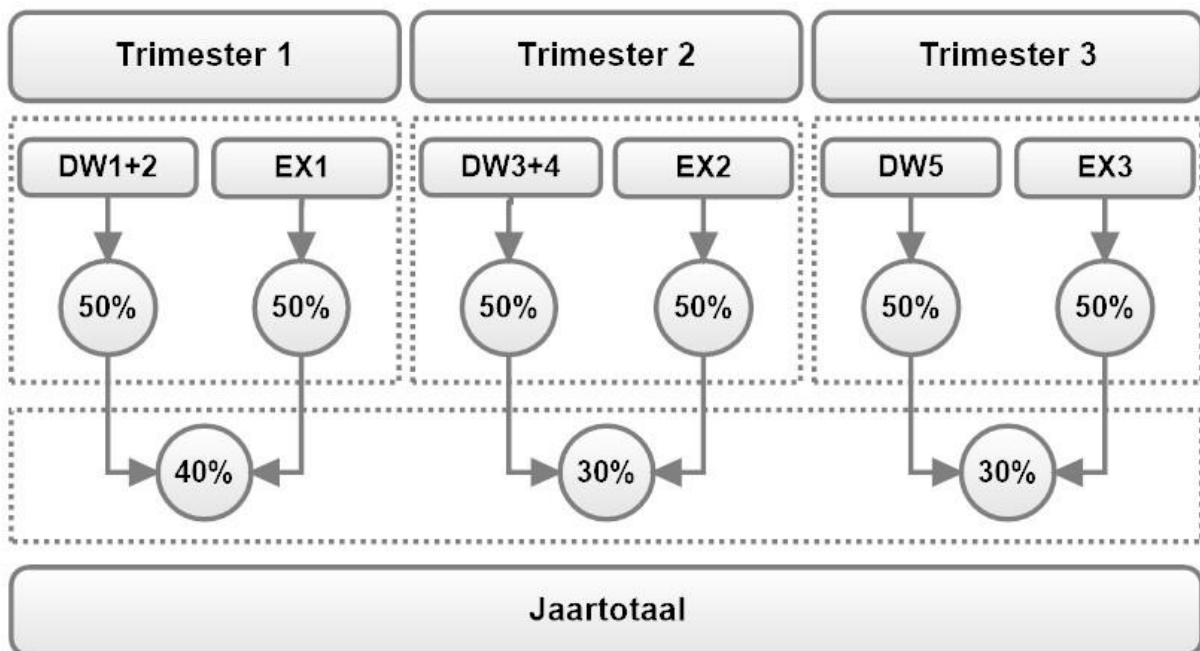 Trimester 1
Trimester 2
Trimester 3
DW1+2
EX1
DW3+4
EX2
DW5
EX3
50%
50%
50%
50%
50%
50%
40%
30%
30%
Jaartotaal